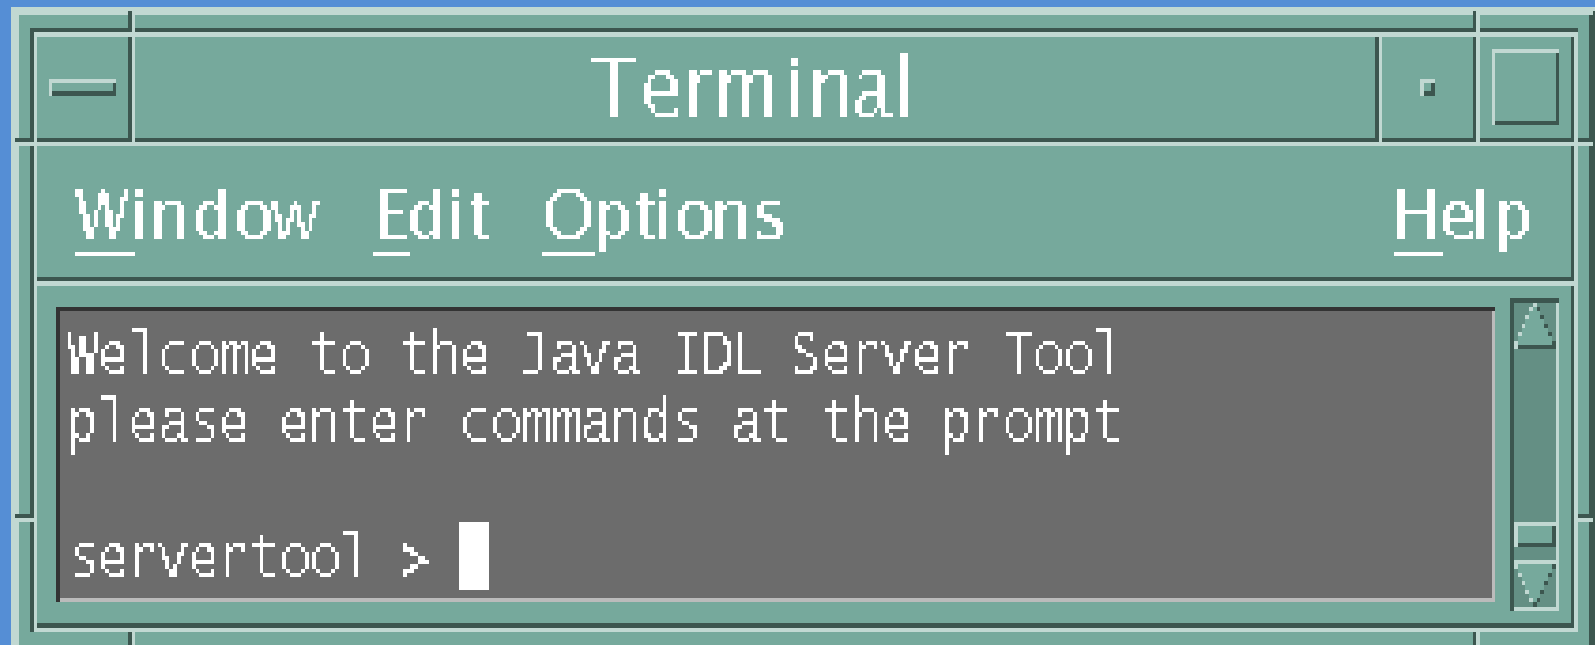 Terminal
Window Edit Options Help
Welcome to the Java IDL Server Tool
please enter commands at the prompt
servertool >